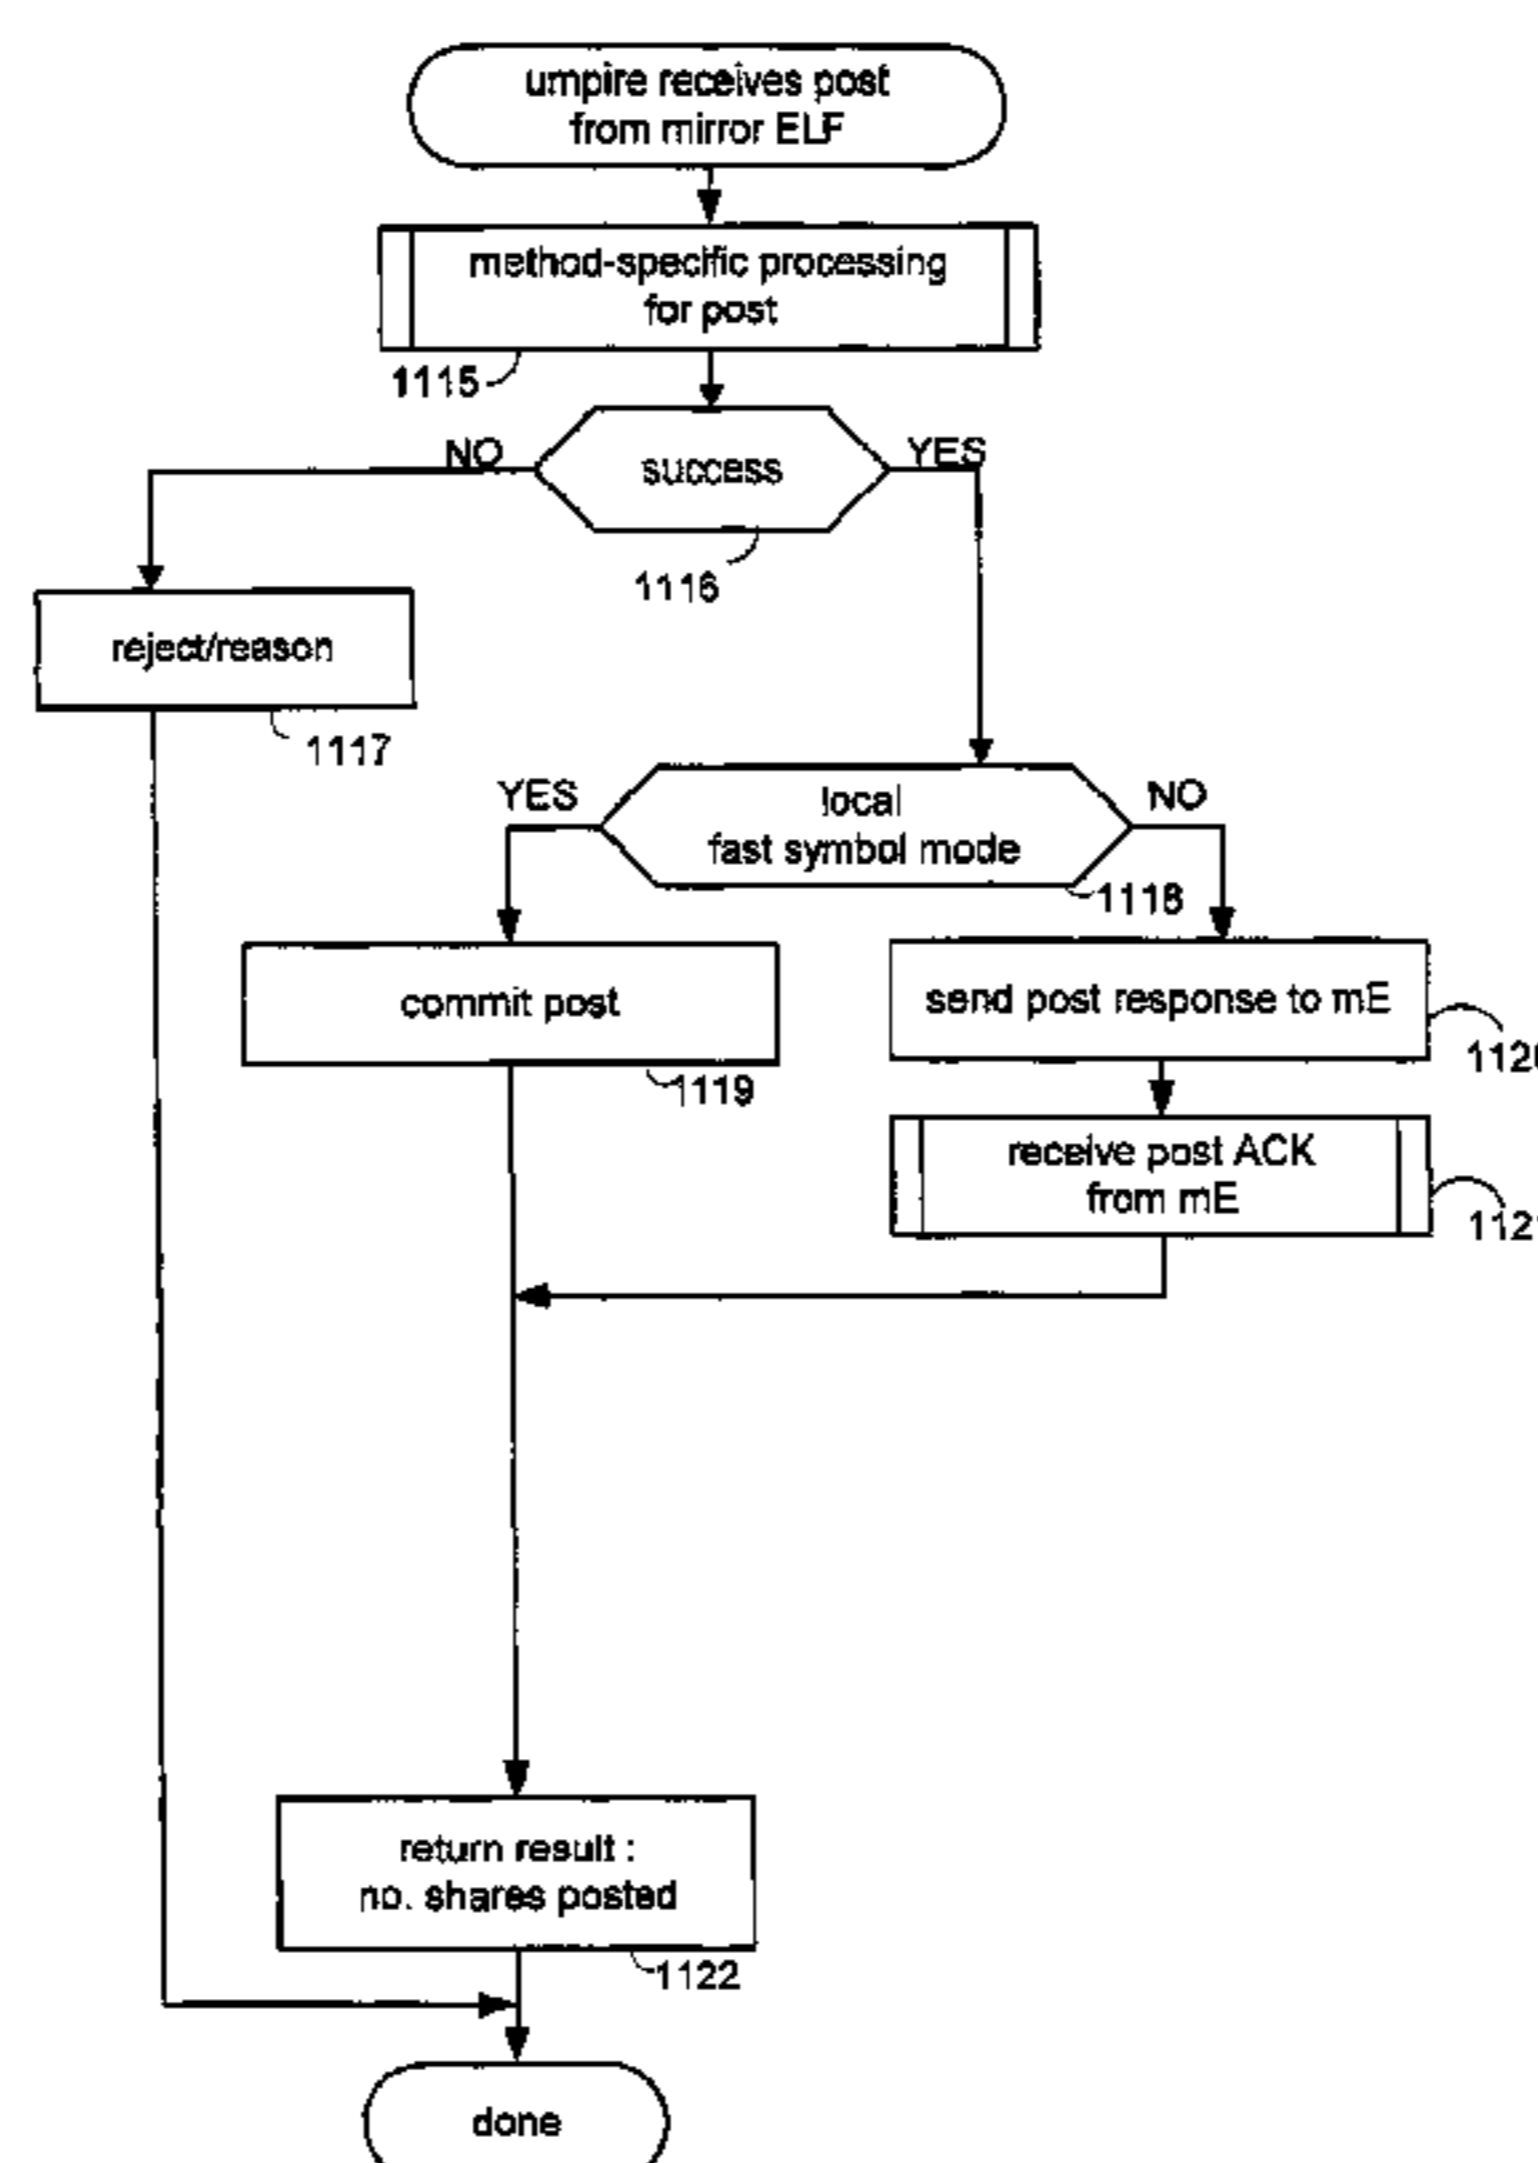 umpire receives post
from mirror ELF
method-specific processing
for post
1115
NO
success
YES
1116
reject/reason
1117
YES
local
fast symbol mode
NO
1118
commit post
send post response to mE
1119
receive post ACK
from mE
return result :
no. shares posted
1122
done